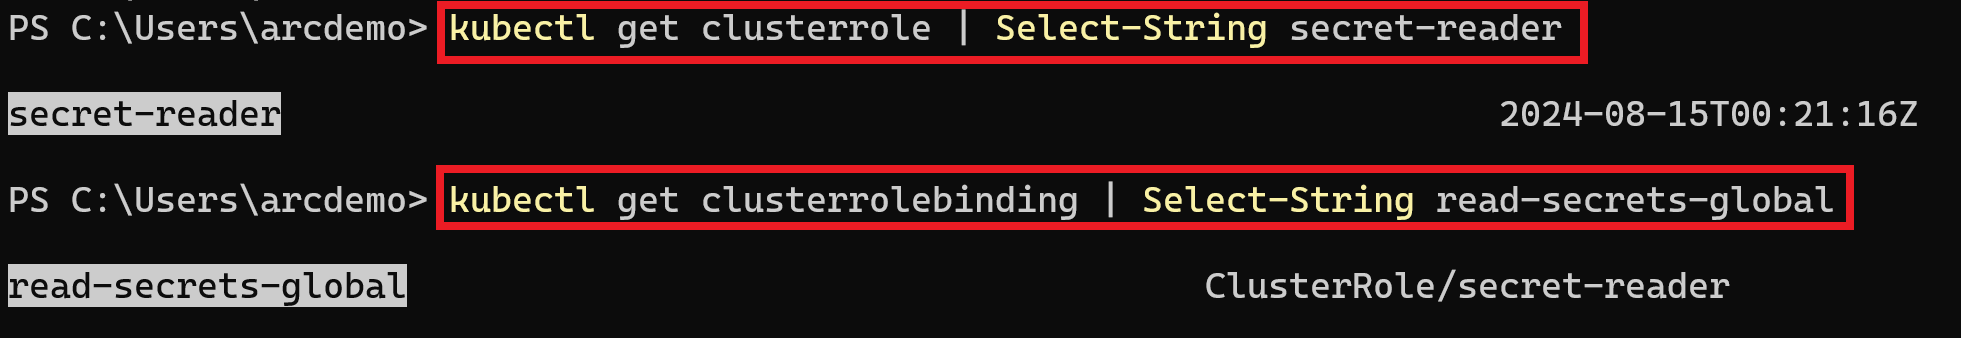 PS C:\Users\arcdemo> kubectl get clusterrole | Select-String secret-reader
secret-reader 2024-08-15T00:21:16Z
PS C:\Users\arcdemo> kubectl get clusterrolebinding | Select-String read-secrets-global
read-secrets-global ClusterRole/secret-reader